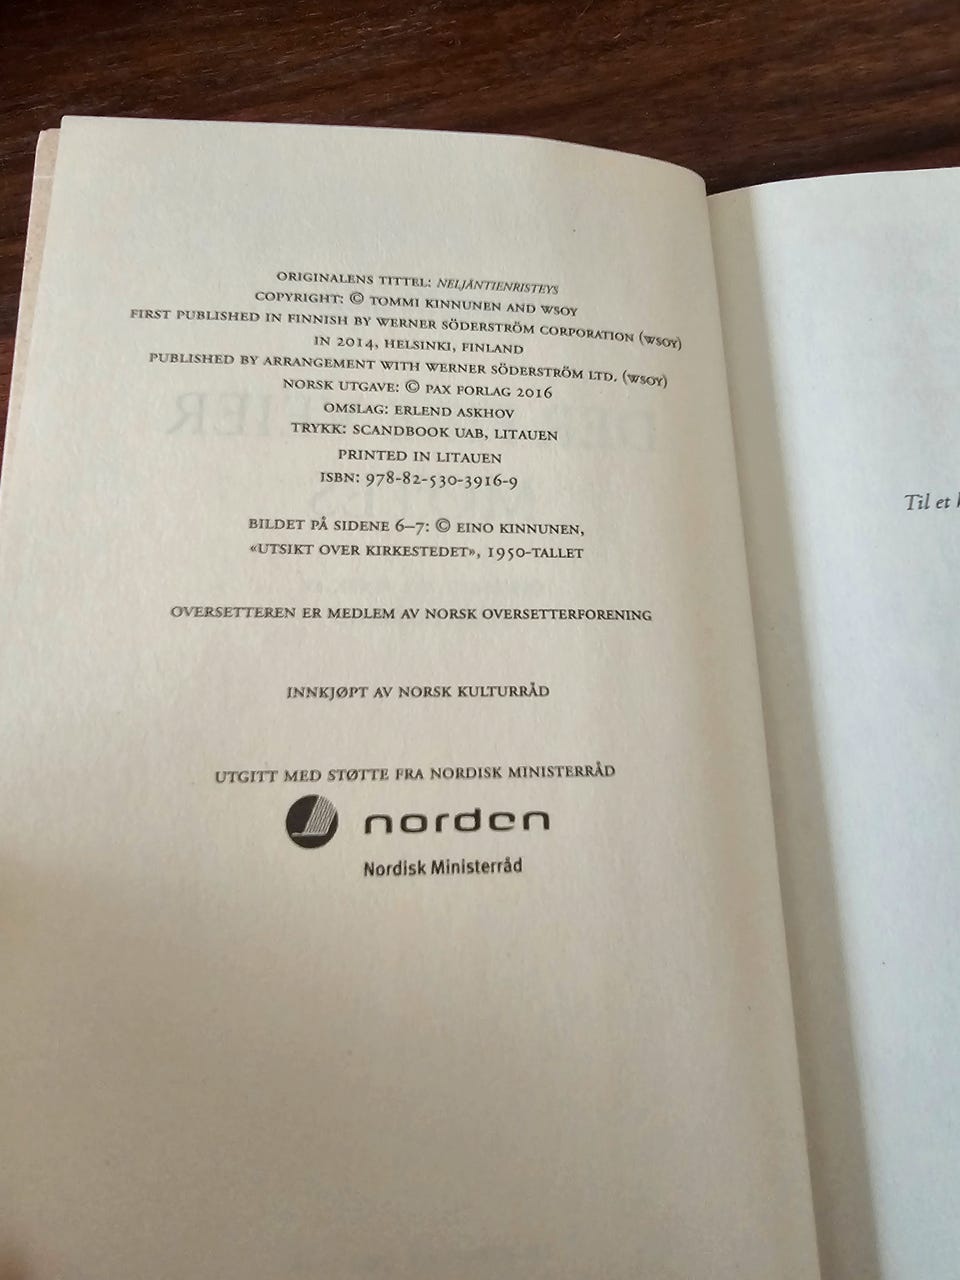 ORIGINALENS TITTEL: NELJÄNTIENRISTEYS
COPYRIGHT: © TOMMI KINNUNEN AND WSOY
FIRST PUBLISHED IN FINNISH BY WERNER SÖDERSTRÖM CORPORATION (WSOY)
IN 2014, HELSINKI, FINLAND
PUBLISHED BY ARRANGEMENT WITH WERNER SÖDERSTRÖM LTD. (WSOY)
NORSK UTGAVE: © PAX FORLAG 2016
OMSLAG: ERLEND ASKHOV
TRYKK: SCANDBOOK UAB, LITAUEN
PRINTED IN LITAUEN
ISBN: 978-82-530-3916-9
BILDET PÅ SIDENE 6–7: © EINO KINNUNEN,
«UTSIKT OVER KIRKESTEDET», 1950-TALLET
OVERSETTEREN ER MEDLEM AV NORSK OVERSETTERFORENING
INNKJØPT AV NORSK KULTURRÅD
UTGITT MED STØTTE FRA NORDISK MINISTERRÅD
norden
Nordisk Ministerråd
Til et